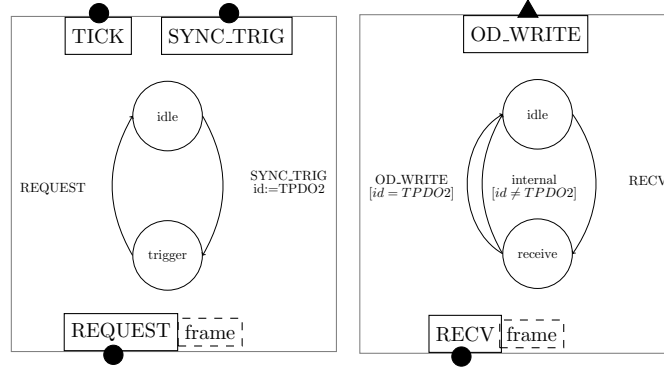 TICK
SYNC_TRIG
idle
REQUEST
SYNC_TRIG
id:=TPDO2
trigger
REQUEST
frame
OD_WRITE
idle
OD_WRITE
[id = TPDO2]
internal
[id ≠ TPDO2]
RECV
receive
RECV
frame